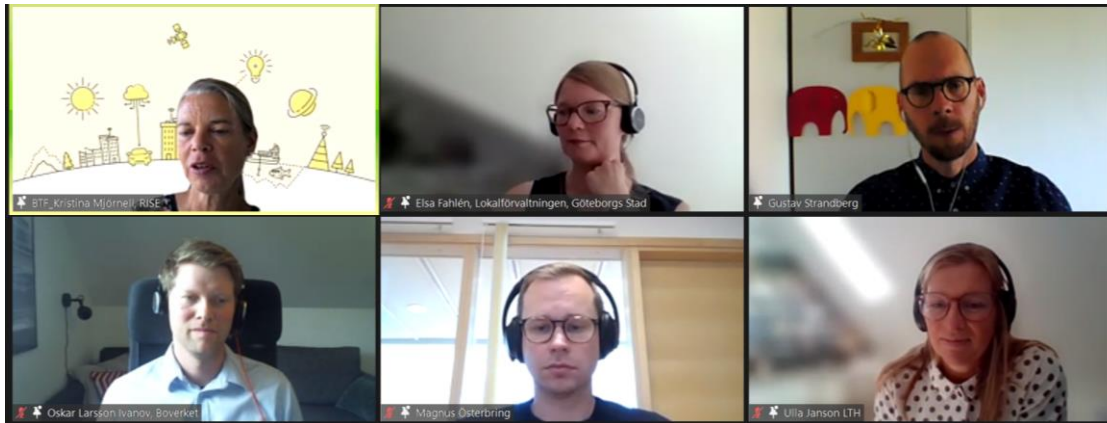 BTF_Kristina Mjörnell, RISE
Elsa Fahlén, Lokalförvaltningen, Göteborgs Stad
Gustav Strandberg
Oskar Larsson Ivanov, Boverket
Magnus Österbring
Ulla Janson LTH